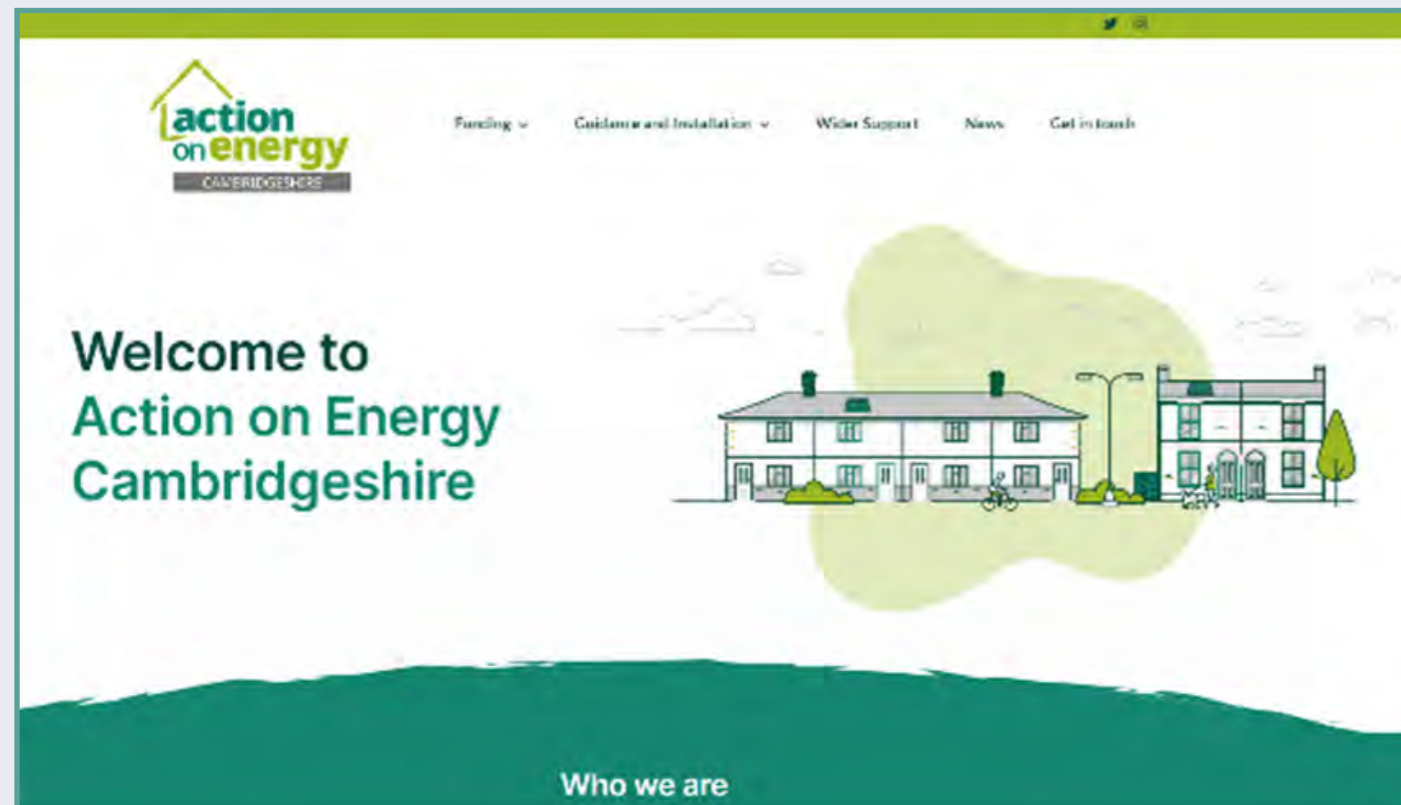 action
on energy
CAMBRIDGESHIRE
Funding
Guidance and Installation
Wider Support
News
Get in touch
Welcome to
Action on Energy
Cambridgeshire
Who we are